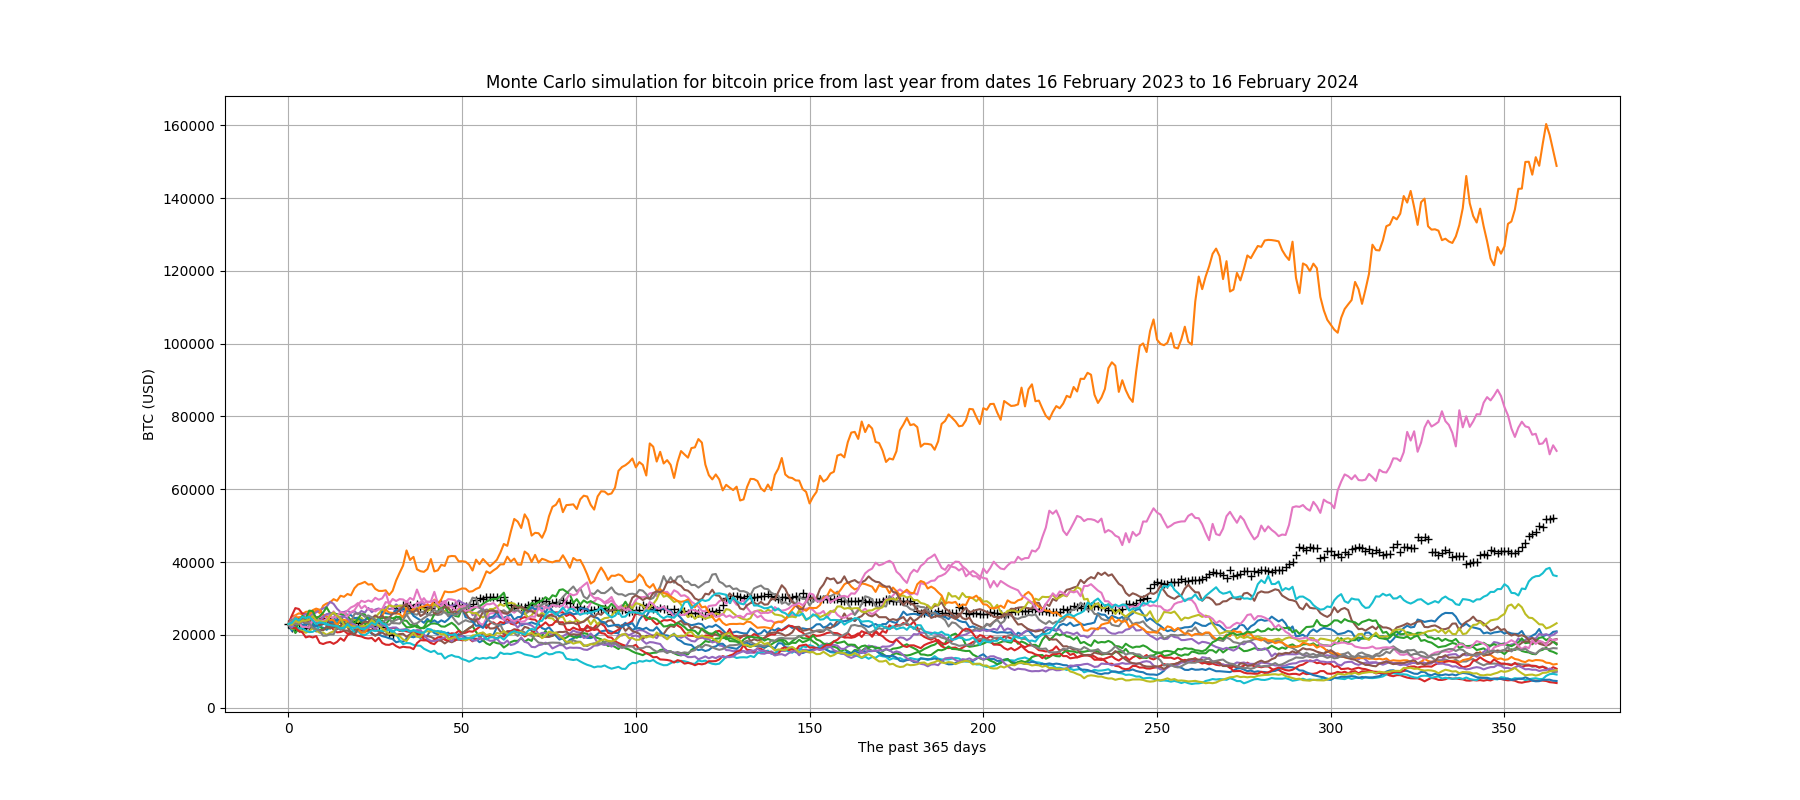 Monte Carlo simulation for bitcoin price from last year from dates 16 February 2023 to 16 February 2024
160000
140000
120000
100000
80000
60000
40000
20000
0
BTC (USD)
0 50 100 150 200 250 300 350
The past 365 days